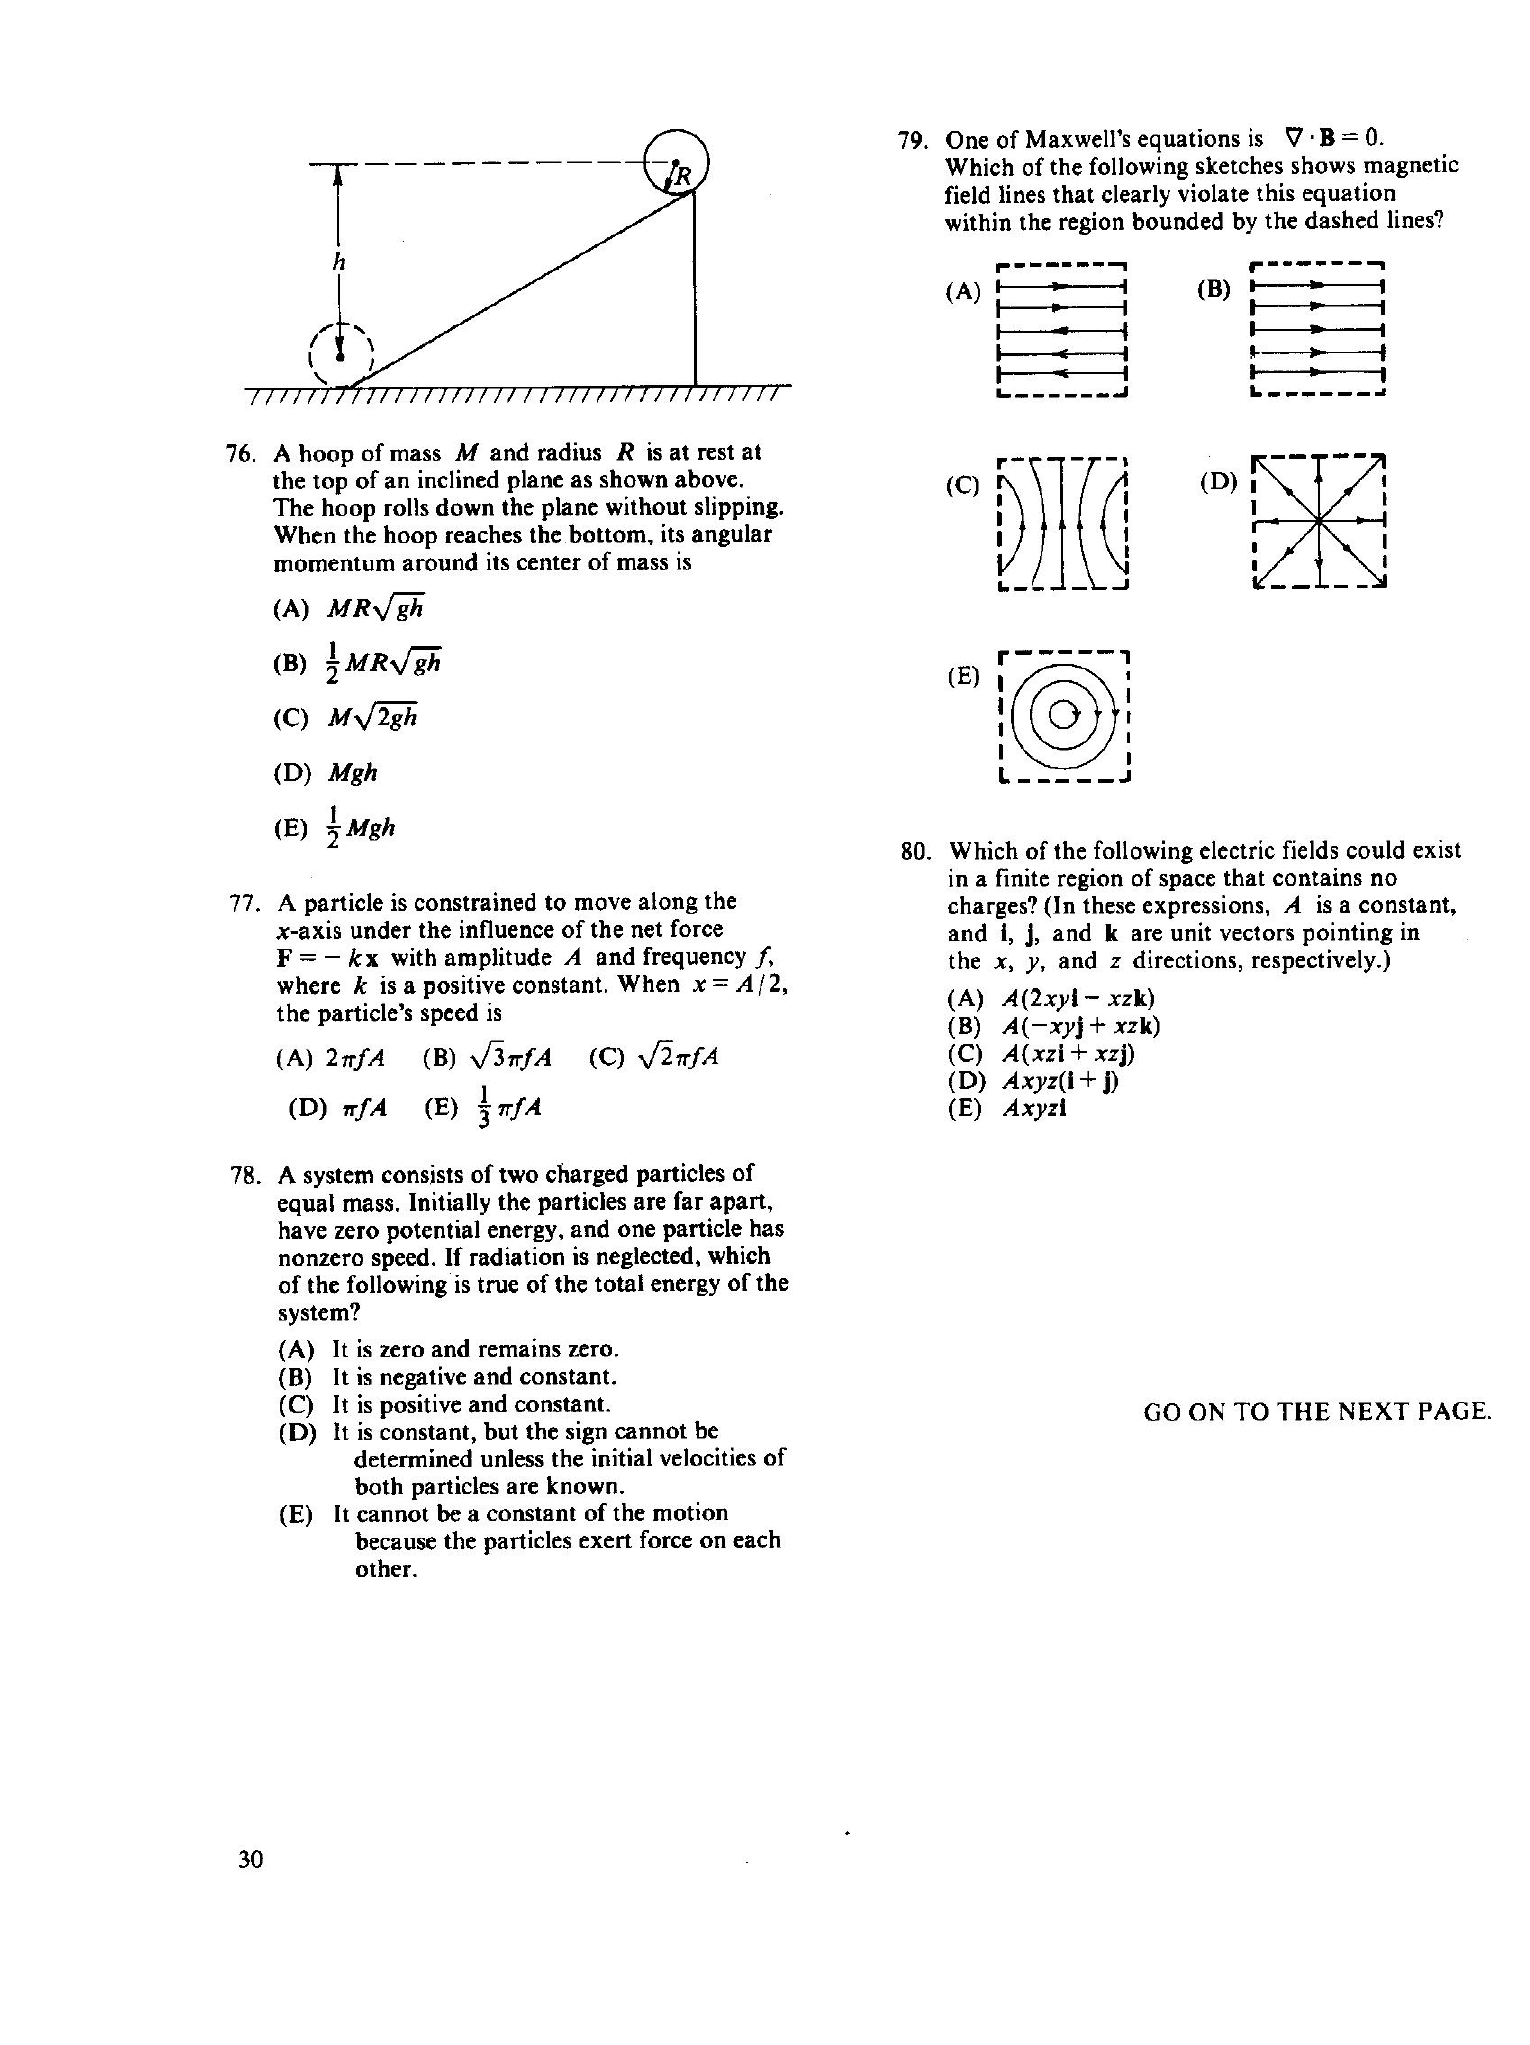 R
h
76. A hoop of mass M and radius R is at rest at
the top of an inclined plane as shown above.
The hoop rolls down the plane without slipping.
When the hoop reaches the bottom, its angular
momentum around its center of mass is
(A) MR√gh
(B) 1/2 MR√gh
(C) M√2gh
(D) Mgh
(E) 1/2 Mgh
77. A particle is constrained to move along the
x-axis under the influence of the net force
F = − kx with amplitude A and frequency f,
where k is a positive constant. When x = A/2,
the particle's speed is
(A) 2πfA (B) √3πfA (C) √2πfA
(D) πfA (E) 1/3 πfA
78. A system consists of two charged particles of
equal mass. Initially the particles are far apart,
have zero potential energy, and one particle has
nonzero speed. If radiation is neglected, which
of the following is true of the total energy of the
system?
(A) It is zero and remains zero.
(B) It is negative and constant.
(C) It is positive and constant.
(D) It is constant, but the sign cannot be
determined unless the initial velocities of
both particles are known.
(E) It cannot be a constant of the motion
because the particles exert force on each
other.
79. One of Maxwell's equations is ∇ · B = 0.
Which of the following sketches shows magnetic
field lines that clearly violate this equation
within the region bounded by the dashed lines?
(A) (B)
(C) (D)
(E)
80. Which of the following electric fields could exist
in a finite region of space that contains no
charges? (In these expressions, A is a constant,
and i, j, and k are unit vectors pointing in
the x, y, and z directions, respectively.)
(A) A(2xyi − xzk)
(B) A(−xyj + xzk)
(C) A(xzi + xzj)
(D) Axyz(i + j)
(E) Axyzi
GO ON TO THE NEXT PAGE.
30